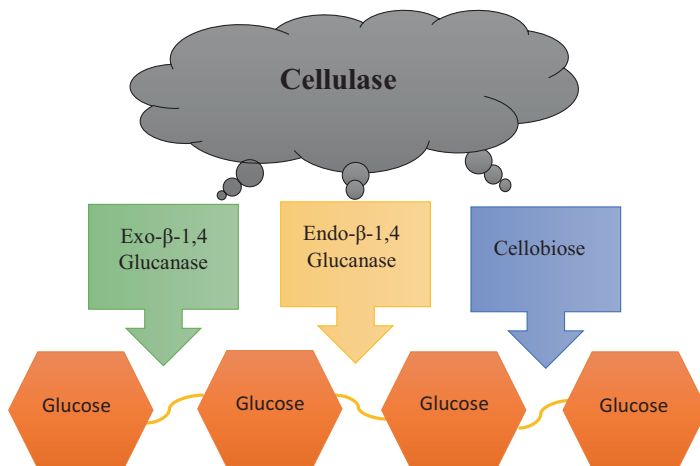 Cellulase
Exo-β-1,4
Glucanase
Endo-β-1,4
Glucanase
Cellobiose
Glucose
Glucose
Glucose
Glucose